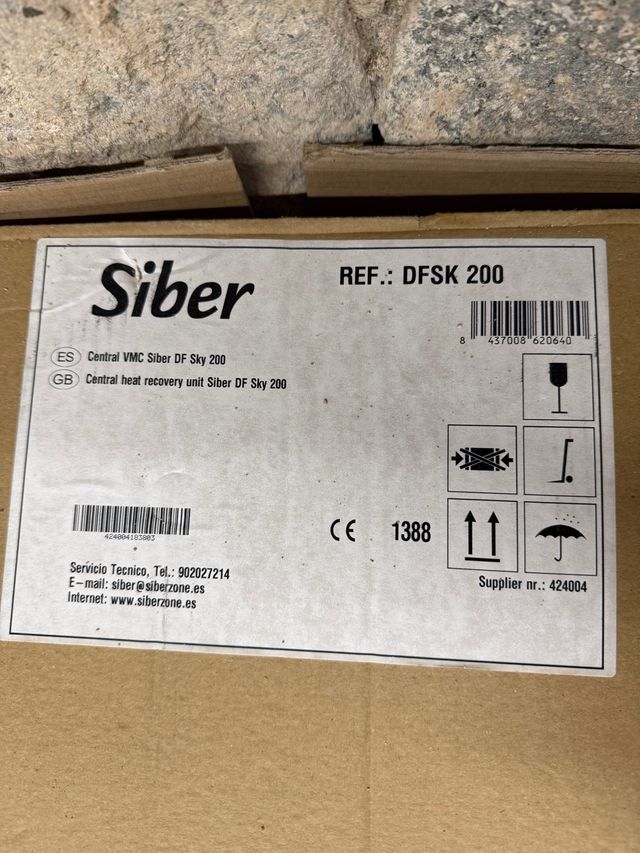 Siber
REF.: DFSK 200
8 437008 620640
ES Central VMC Siber DF Sky 200
GB Central heat recovery unit Siber DF Sky 200
424004183803
CE 1388
Servicio Tecnico, Tel.: 902027214
E-mail: siber@siberzone.es
Internet: www.siberzone.es
Supplier nr.: 424004